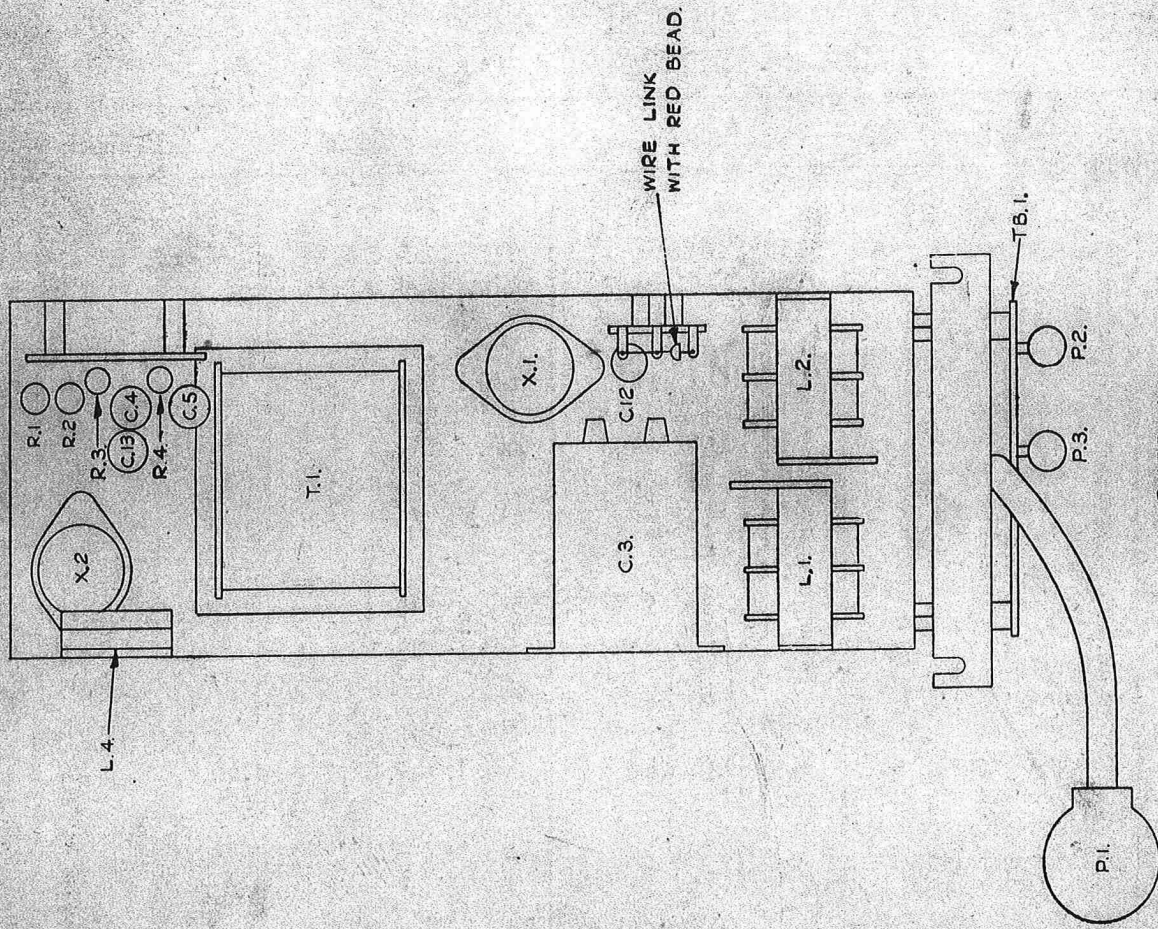 R.1
R.2
R.3
C.4
C.13
R.4
C.5
X.2
L.4.
T.1.
X.1.
C.12
WIRE LINK
WITH RED BEAD.
C.3.
L.1.
L.2.
TB.1.
P.2.
P.3.
P.1.